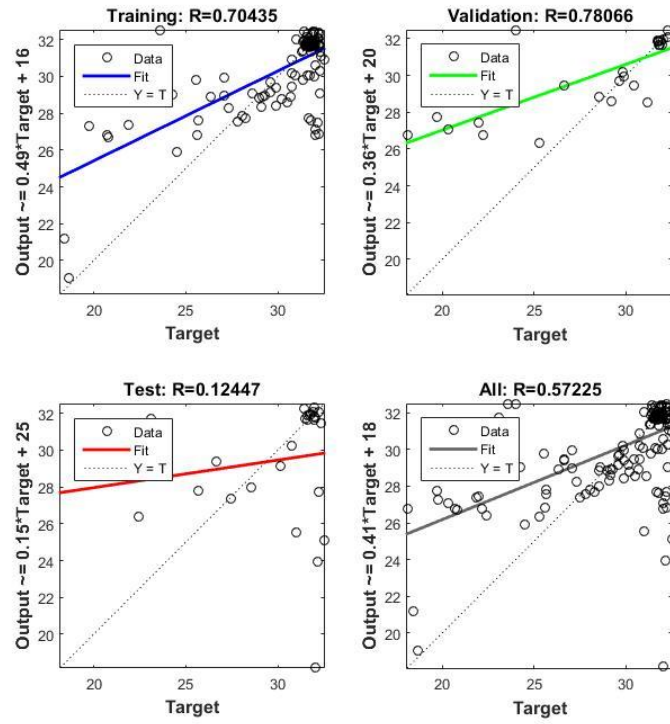 Training: R=0.70435
Output ~= 0.49*Target + 16
32
30
28
26
24
22
20
Data
Fit
Y = T
20
25
30
Target
Validation: R=0.78066
Output ~= 0.36*Target + 20
32
30
28
26
24
22
20
Data
Fit
Y = T
20
25
30
Target
Test: R=0.12447
Output ~= 0.15*Target + 25
32
30
28
26
24
22
20
Data
Fit
Y = T
20
25
30
Target
All: R=0.57225
Output ~= 0.41*Target + 18
32
30
28
26
24
22
20
Data
Fit
Y = T
20
25
30
Target